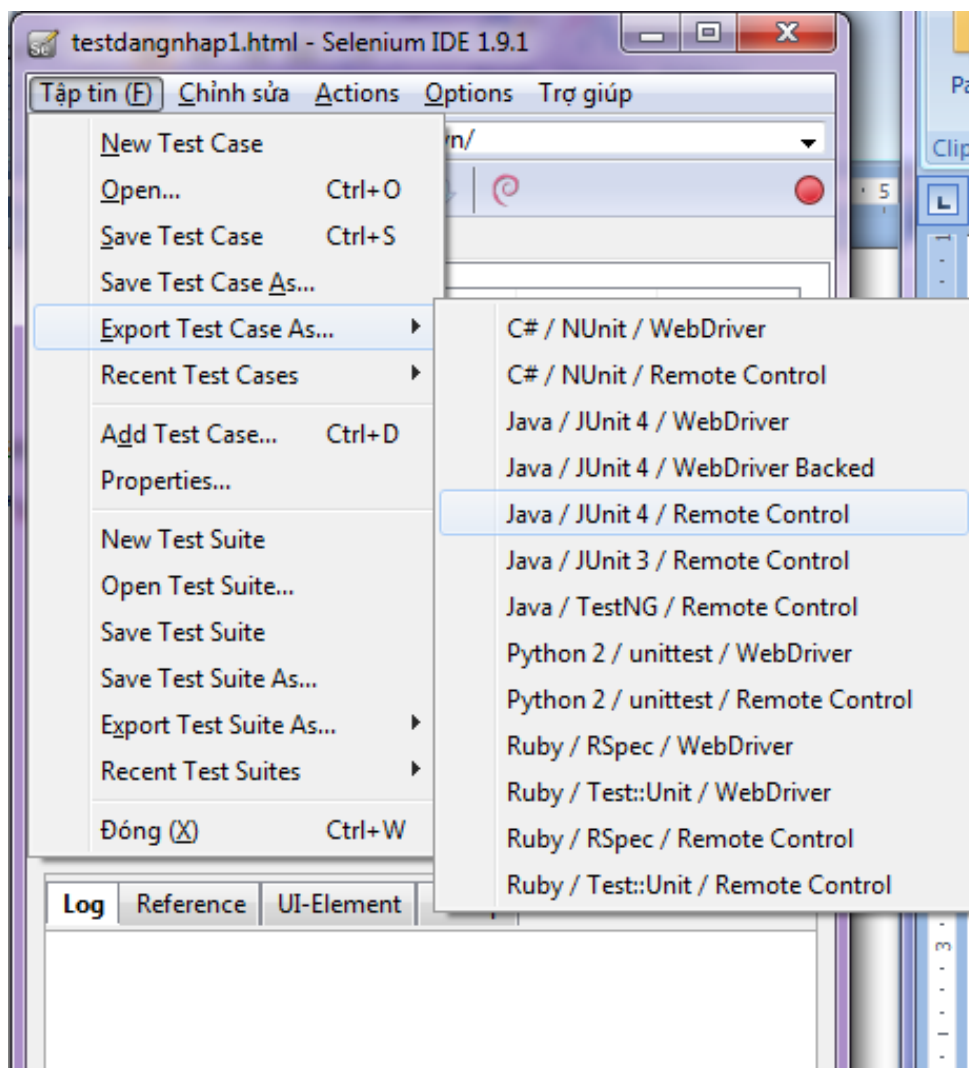 testdangnhap1.html - Selenium IDE 1.9.1
Tập tin (F) Chỉnh sửa Actions Options Trợ giúp
New Test Case
Open... Ctrl+O
Save Test Case Ctrl+S
Save Test Case As...
Export Test Case As...
Recent Test Cases
Add Test Case... Ctrl+D
Properties...
New Test Suite
Open Test Suite...
Save Test Suite
Save Test Suite As...
Export Test Suite As...
Recent Test Suites
Đóng (X) Ctrl+W
C# / NUnit / WebDriver
C# / NUnit / Remote Control
Java / JUnit 4 / WebDriver
Java / JUnit 4 / WebDriver Backed
Java / JUnit 4 / Remote Control
Java / JUnit 3 / Remote Control
Java / TestNG / Remote Control
Python 2 / unittest / WebDriver
Python 2 / unittest / Remote Control
Ruby / RSpec / WebDriver
Ruby / Test::Unit / WebDriver
Ruby / RSpec / Remote Control
Ruby / Test::Unit / Remote Control
Log Reference UI-Element
Pa
Clip
5
3